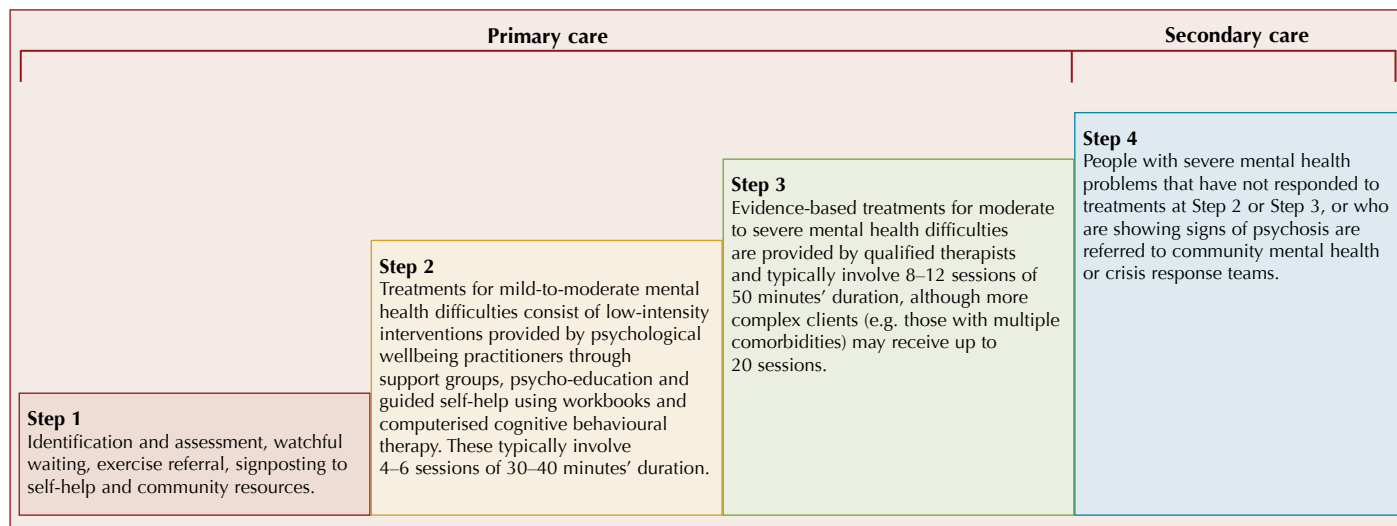 Primary care
Secondary care
Step 1
Identification and assessment, watchful
waiting, exercise referral, signposting to
self-help and community resources.
Step 2
Treatments for mild-to-moderate mental
health difficulties consist of low-intensity
interventions provided by psychological
wellbeing practitioners through
support groups, psycho-education and
guided self-help using workbooks and
computerised cognitive behavioural
therapy. These typically involve
4–6 sessions of 30–40 minutes’ duration.
Step 3
Evidence-based treatments for moderate
to severe mental health difficulties
are provided by qualified therapists
and typically involve 8–12 sessions of
50 minutes’ duration, although more
complex clients (e.g. those with multiple
comorbidities) may receive up to
20 sessions.
Step 4
People with severe mental health
problems that have not responded to
treatments at Step 2 or Step 3, or who
are showing signs of psychosis are
referred to community mental health
or crisis response teams.